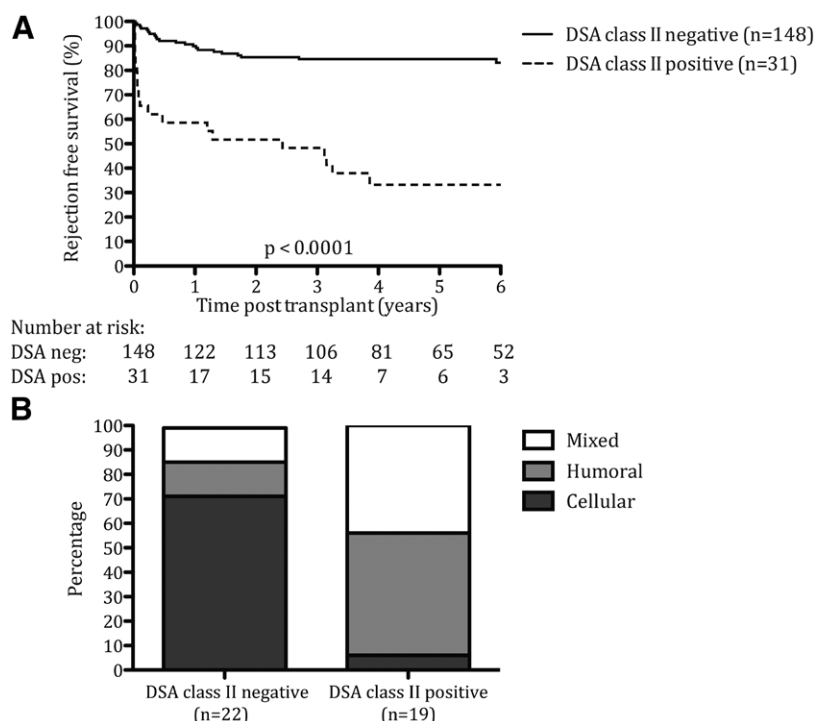 A
Rejection free survival (%)
100
90
80
70
60
50
40
30
20
10
0
p < 0.0001
0 1 2 3 4 5 6
Time post transplant (years)
DSA class II negative (n=148)
DSA class II positive (n=31)
Number at risk:
DSA neg: 148 122 113 106 81 65 52
DSA pos: 31 17 15 14 7 6 3
B
Percentage
100
90
80
70
60
50
40
30
20
10
0
Mixed
Humoral
Cellular
DSA class II negative
(n=22)
DSA class II positive
(n=19)